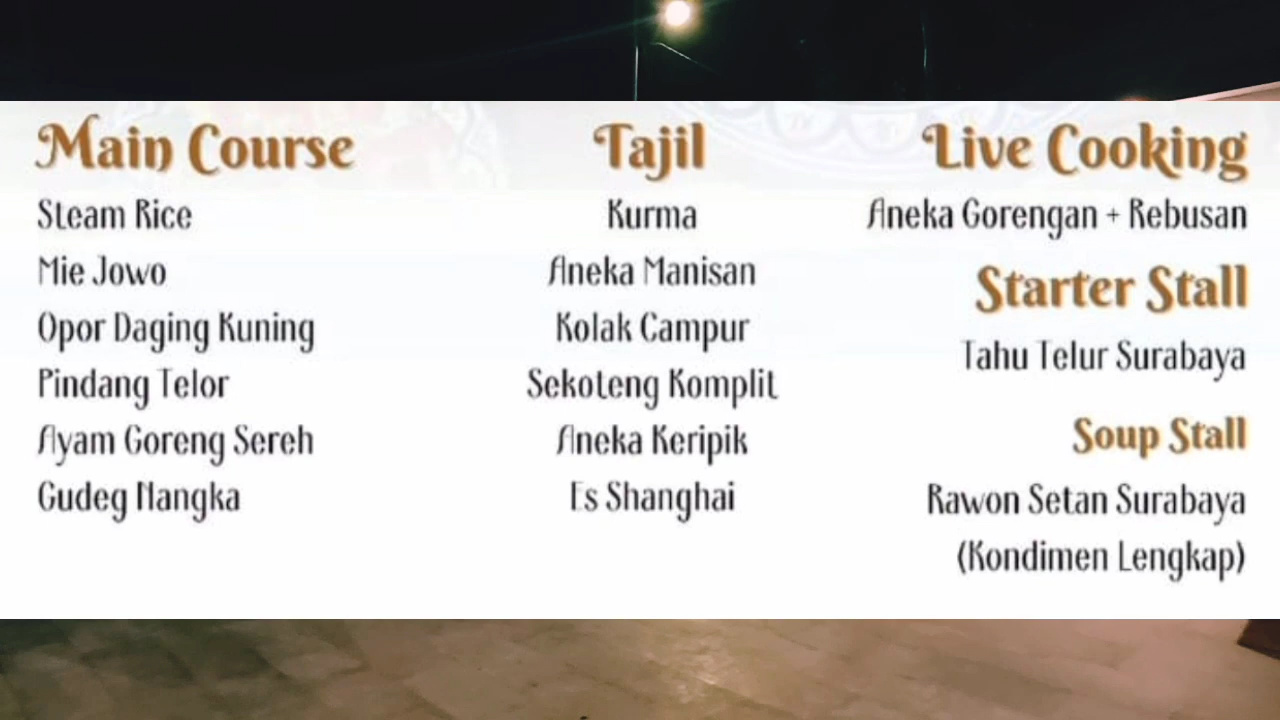 Main Course
Steam Rice
Mie Jowo
Opor Daging Kuning
Pindang Telor
Ayam Goreng Sereh
Gudeg Nangka
Tajil
Kurma
Aneka Manisan
Kolak Campur
Sekoteng Komplit
Aneka Keripik
Es Shanghai
Live Cooking
Aneka Gorengan + Rebusan
Starter Stall
Tahu Telur Surabaya
Soup Stall
Rawon Setan Surabaya
(Kondimen Lengkap)